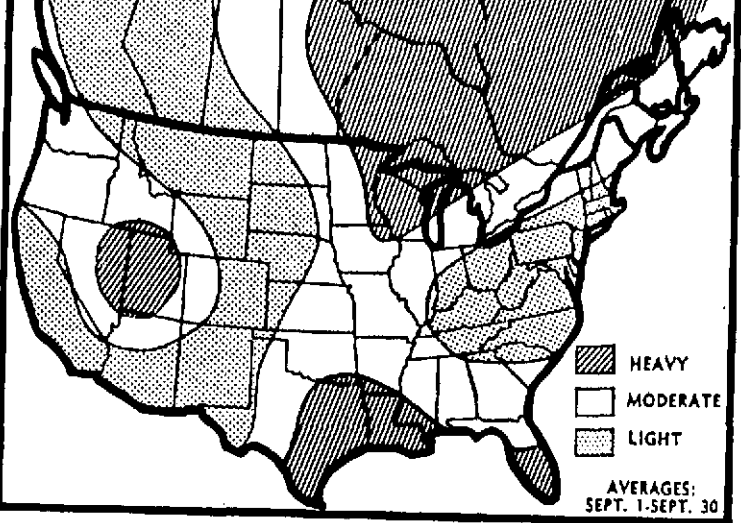 HEAVY
MODERATE
LIGHT
AVERAGES:
SEPT. 1-SEPT. 30